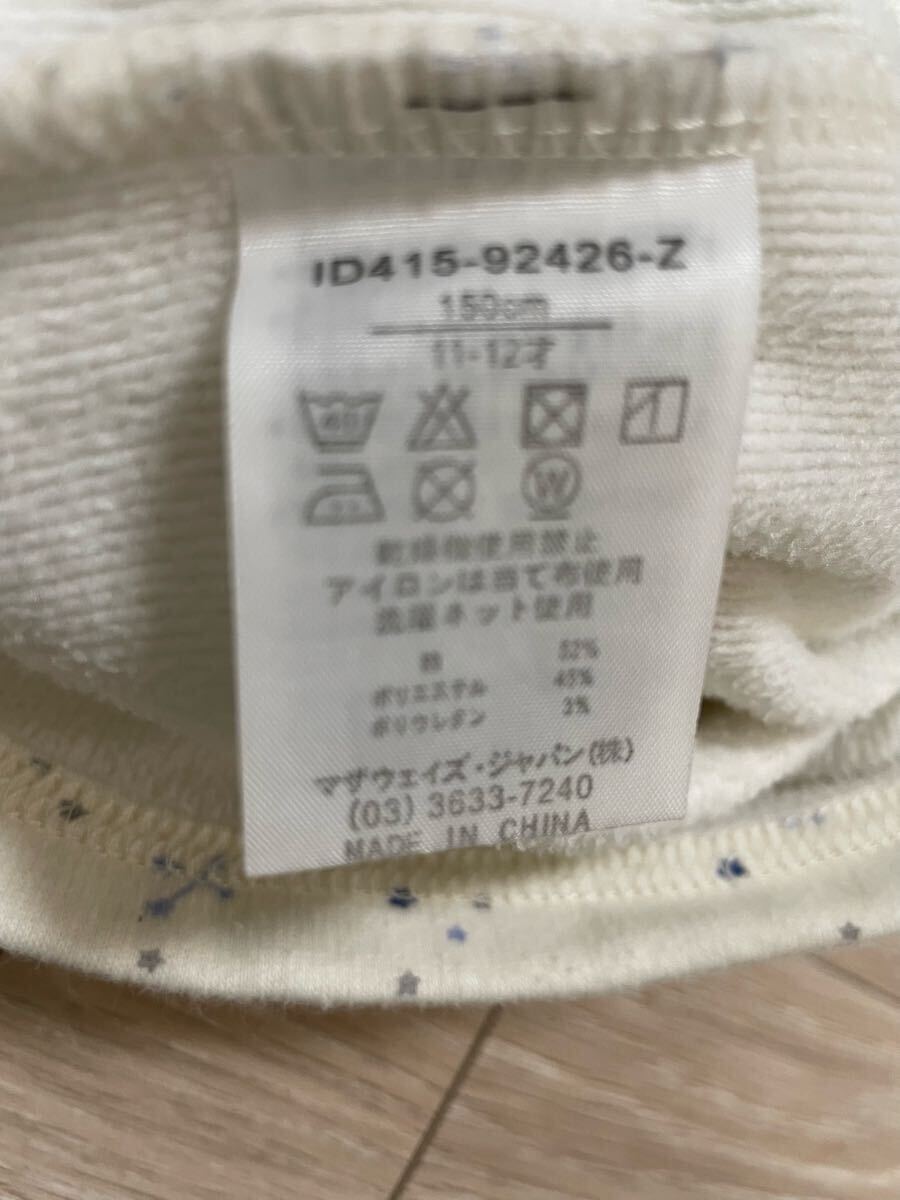 ID415-92426-Z
150cm
11-12才
40
W
乾燥機使用禁止
アイロンは当て布使用
洗濯ネット使用
綿 52%
ポリエステル 45%
ポリウレタン 3%
マザウェイズ・ジャパン(株)
(03) 3633-7240
MADE IN CHINA